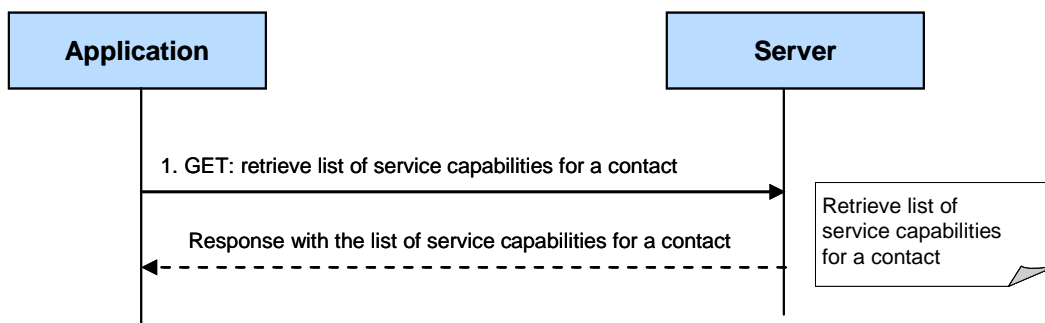 Application
Server
1. GET: retrieve list of service capabilities for a contact
Retrieve list of
service capabilities
for a contact
Response with the list of service capabilities for a contact